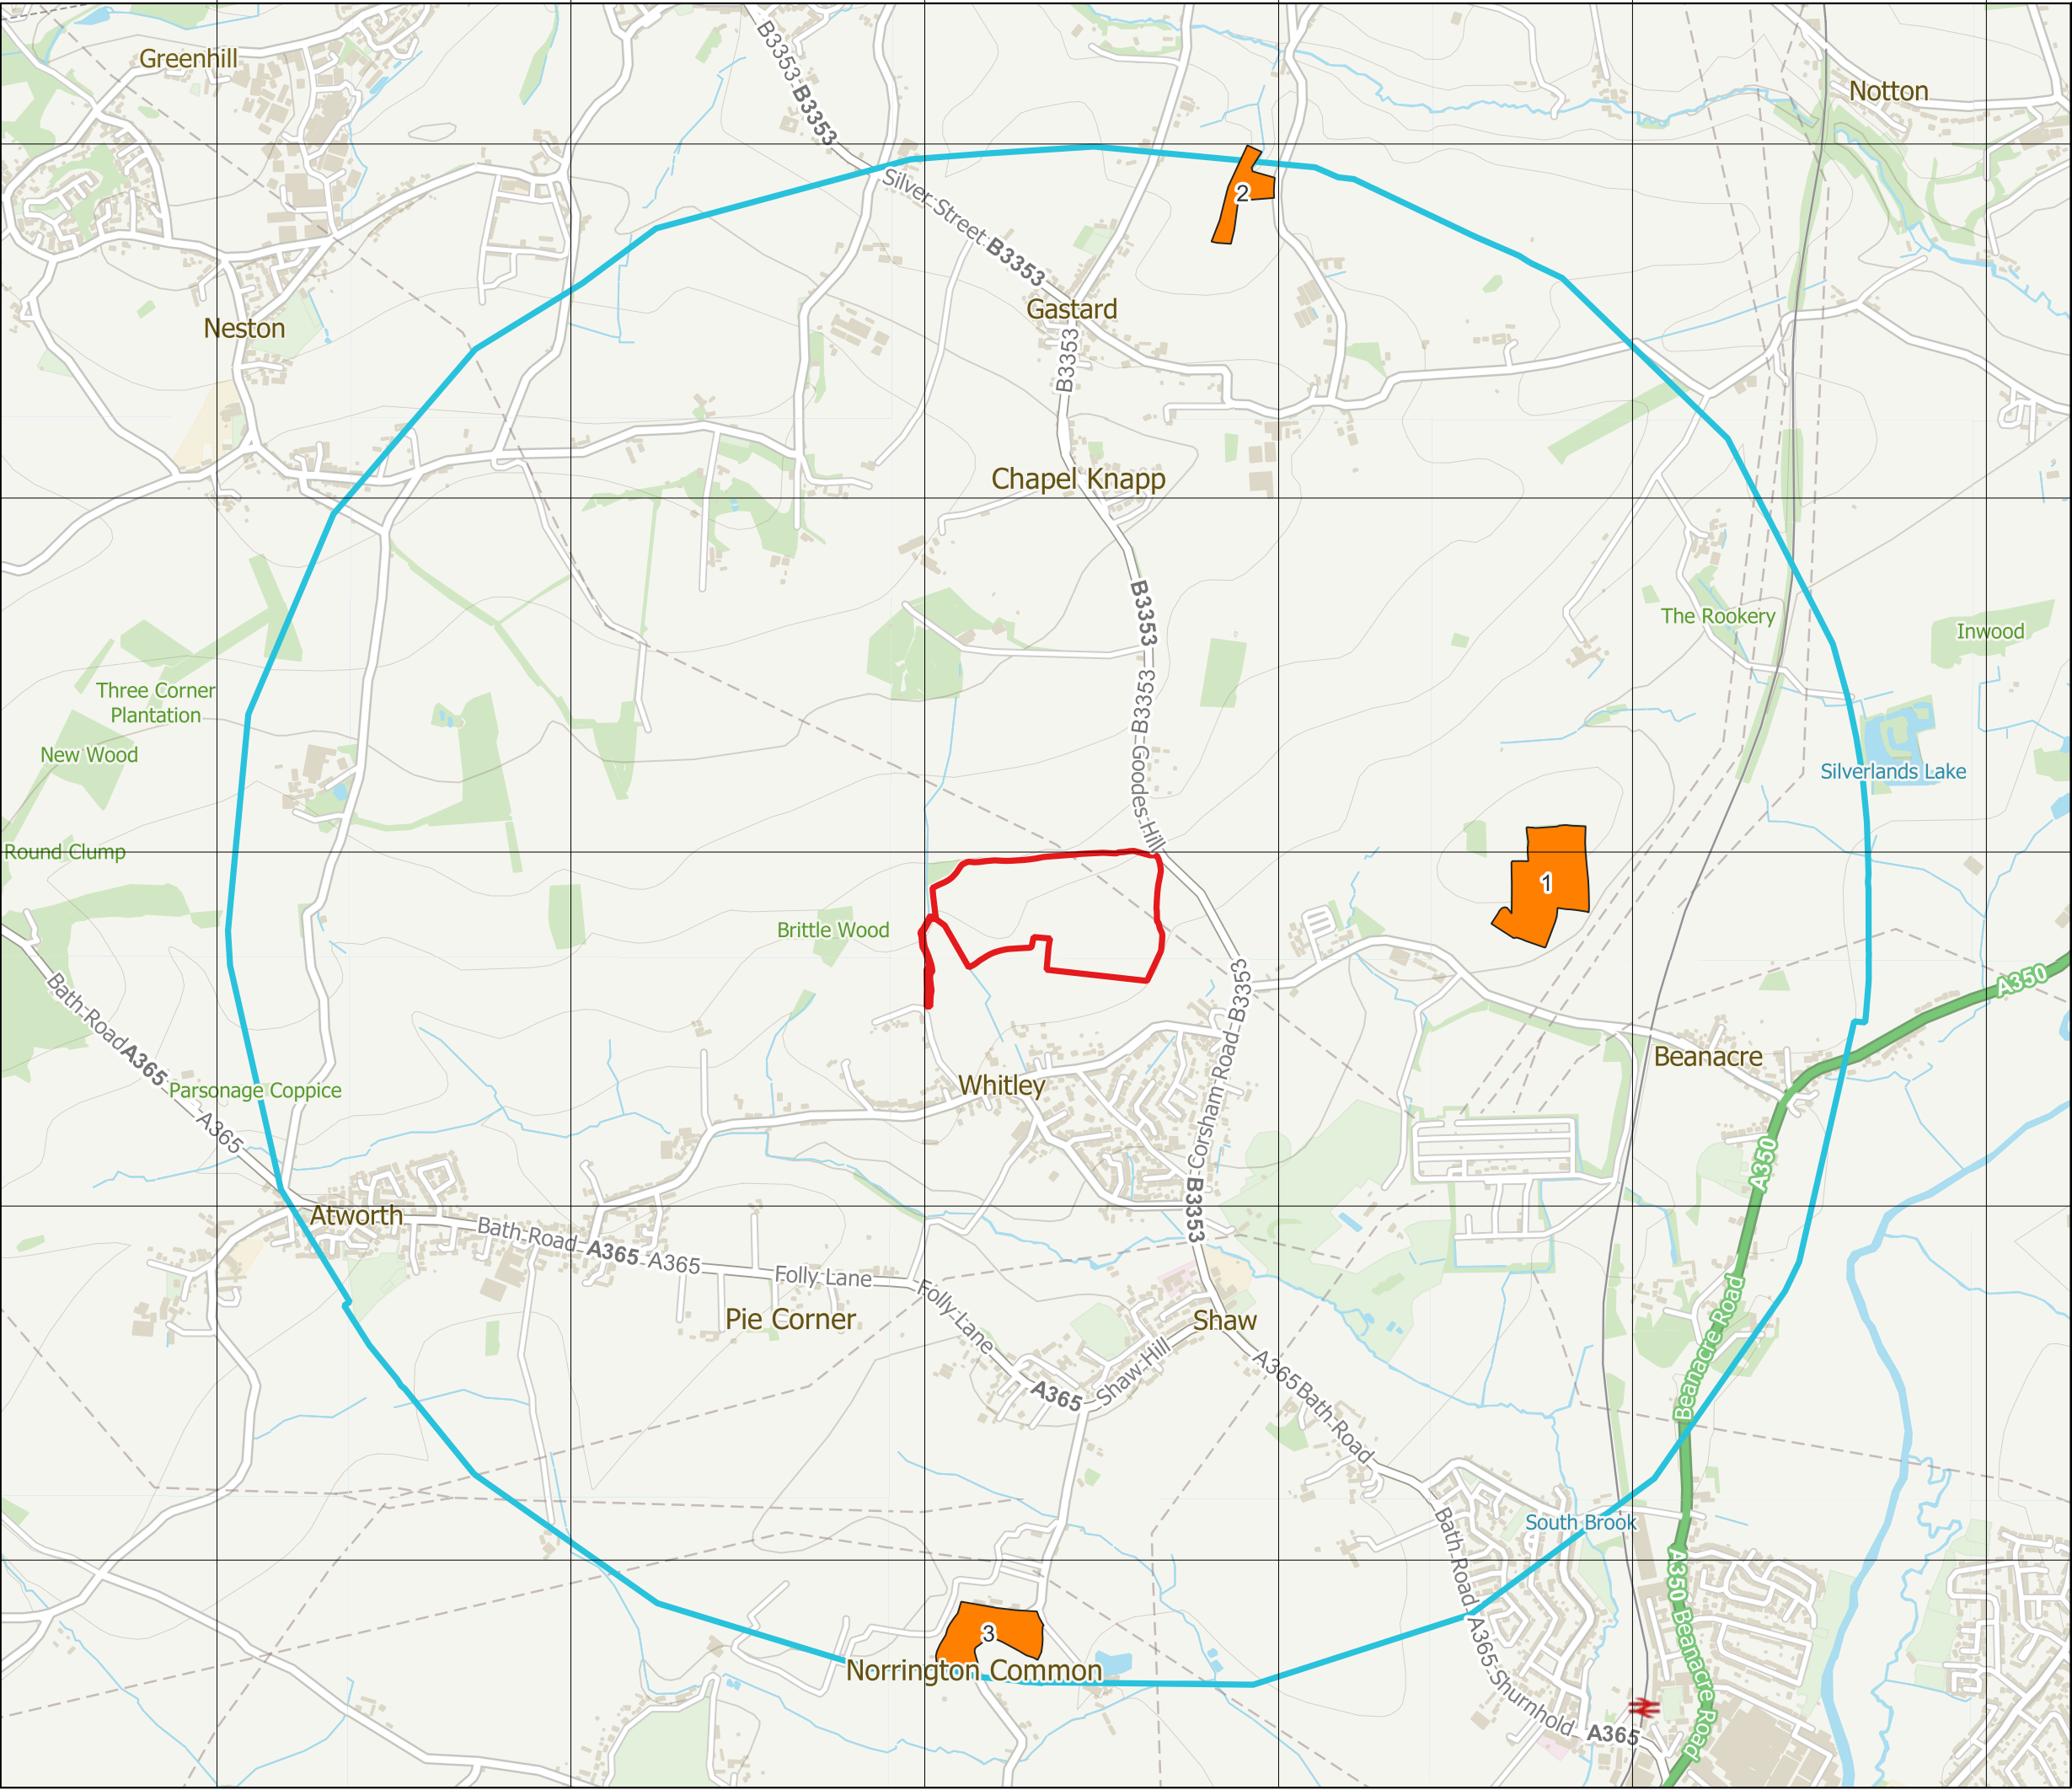 Greenhill
B3353
B3353
Notton
Silver Street
B3353
2
Neston
Gastard
B3353
Chapel Knapp
B3353
The Rookery
Inwood
Three Corner
Plantation
B3353
New Wood
Goodes Hill
Silverlands Lake
Round Clump
1
Brittle Wood
B3353
A350
Bath Road
A365
Beanacre
Whitley
Parsonage Coppice
A365
Corsham Road
A350
B3353
Atworth
Bath Road
A365
A365
Folly Lane
Folly Lane
Pie Corner
Shaw
Beanacre Road
Shaw Hill
A365
A365
Bath Road
South Brook
Bath Road
A350
3
A365
Beanacre Road
Norrington Common
Shurnhold
A365